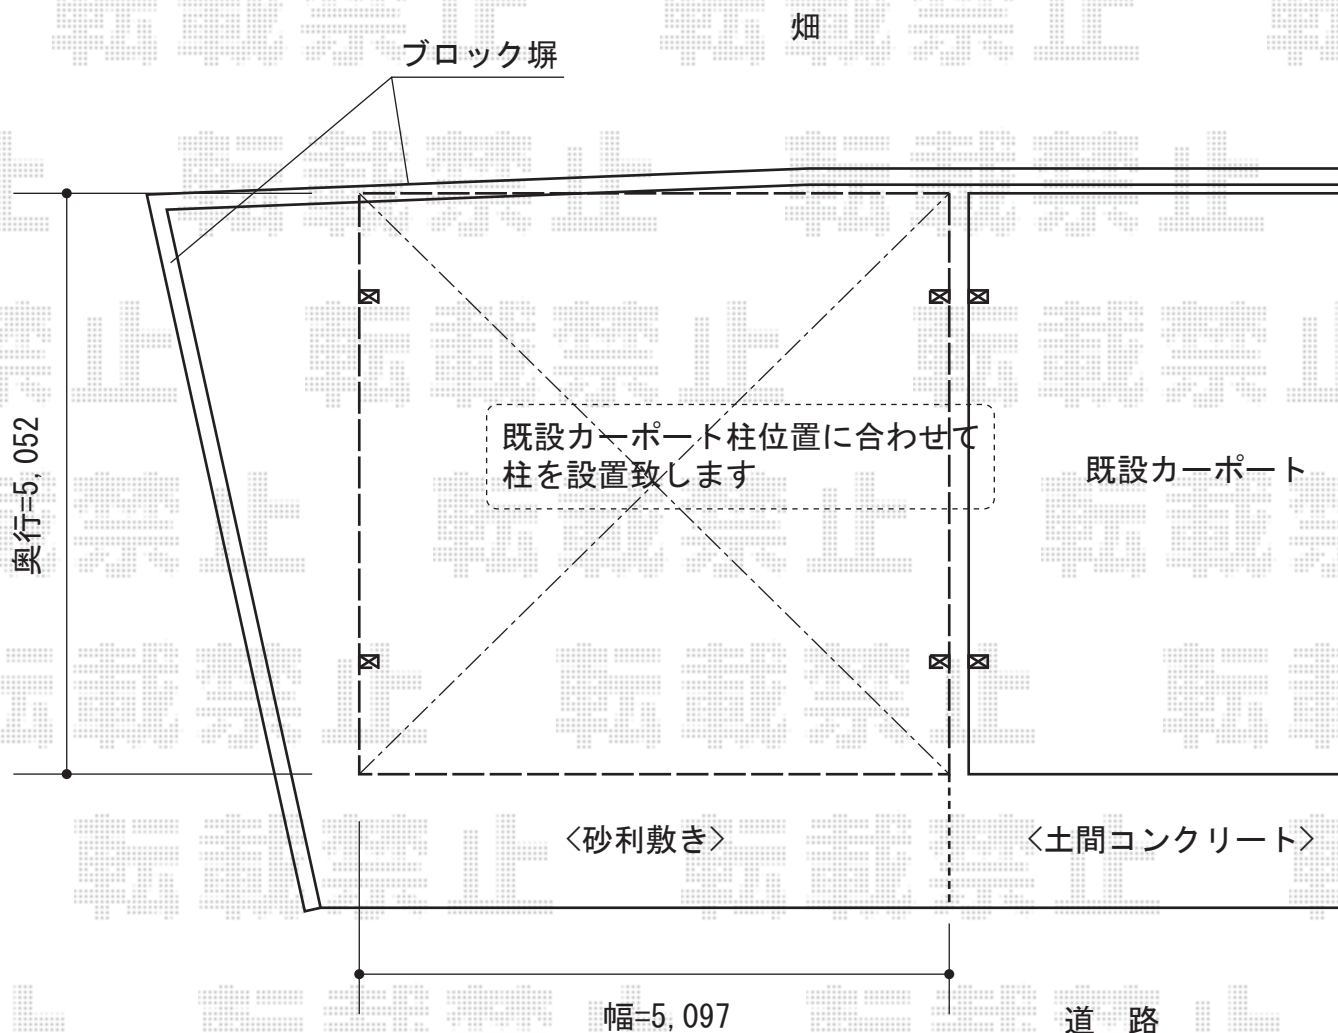 畑
ブロック塀
既設カーポート柱位置に合わせて
柱を設置致します
既設カーポート
奥行=5,052
<砂利敷き>
<土間コンクリート>
幅=5,097
道 路
転載禁止